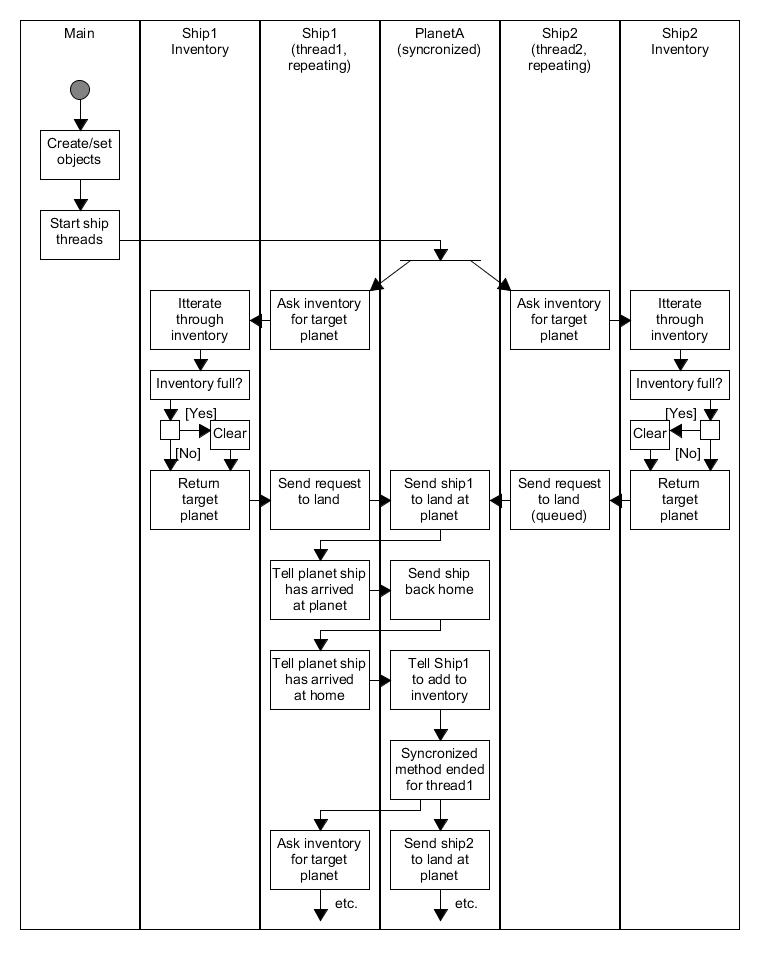 Main
Ship1
Inventory
Ship1
(thread1,
repeating)
PlanetA
(syncronized)
Ship2
(thread2,
repeating)
Ship2
Inventory
Create/set
objects
Start ship
threads
Itterate
through
inventory
Ask inventory
for target
planet
Ask inventory
for target
planet
Itterate
through
inventory
Inventory full?
Inventory full?
[Yes]
Clear
[No]
[Yes]
Clear
[No]
Return
target
planet
Send request
to land
Send ship1
to land at
planet
Send request
to land
(queued)
Return
target
planet
Tell planet ship
has arrived
at planet
Send ship
back home
Tell planet ship
has arrived
at home
Tell Ship1
to add to
inventory
Syncronized
method ended
for thread1
Ask inventory
for target
planet
Send ship2
to land at
planet
etc.
etc.